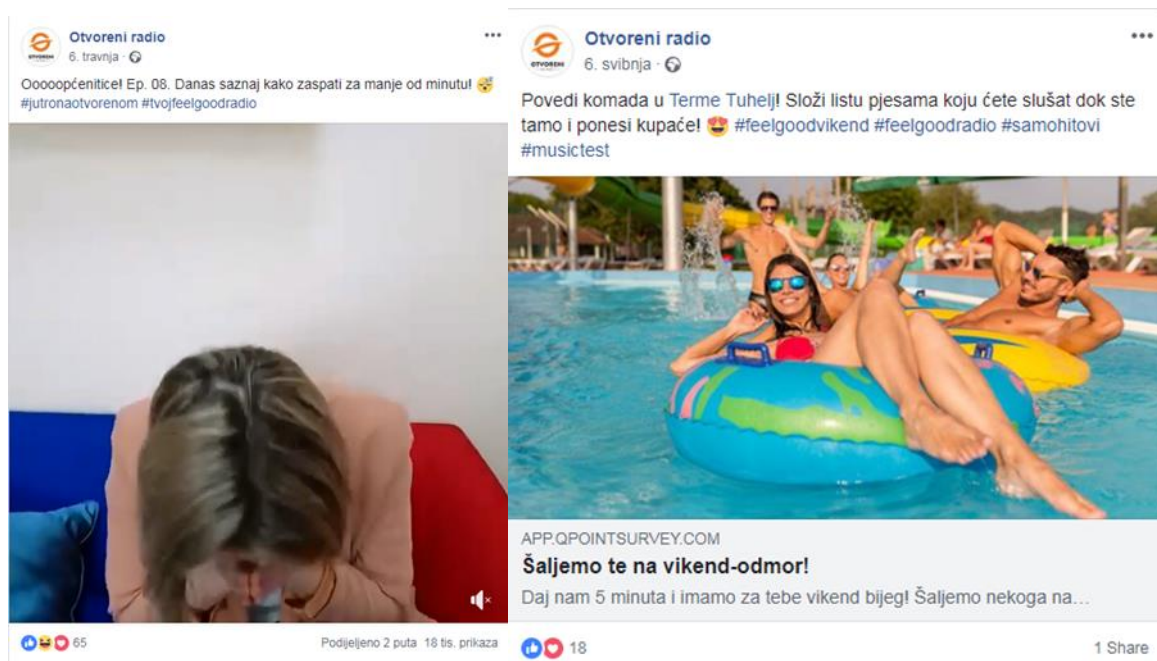 Otvoreni radio
6. travnja ·
Ooooopćenitice! Ep. 08. Danas saznaj kako zaspati za manje od minutu!
#jutronaotvorenom #tvojfeelgoodradio
65
Podijeljeno 2 puta 18 tis. prikaza
Otvoreni radio
6. svibnja ·
Povedi komada u Terme Tuhelj! Složi listu pjesama koju ćete slušat dok ste
tamo i ponesi kupaće! #feelgoodvikend #feelgoodradio #samohitovi
#musictest
APP.QPOINTSURVEY.COM
Šaljemo te na vikend-odmor!
Daj nam 5 minuta i imamo za tebe vikend bijeg! Šaljemo nekoga na…
18
1 Share